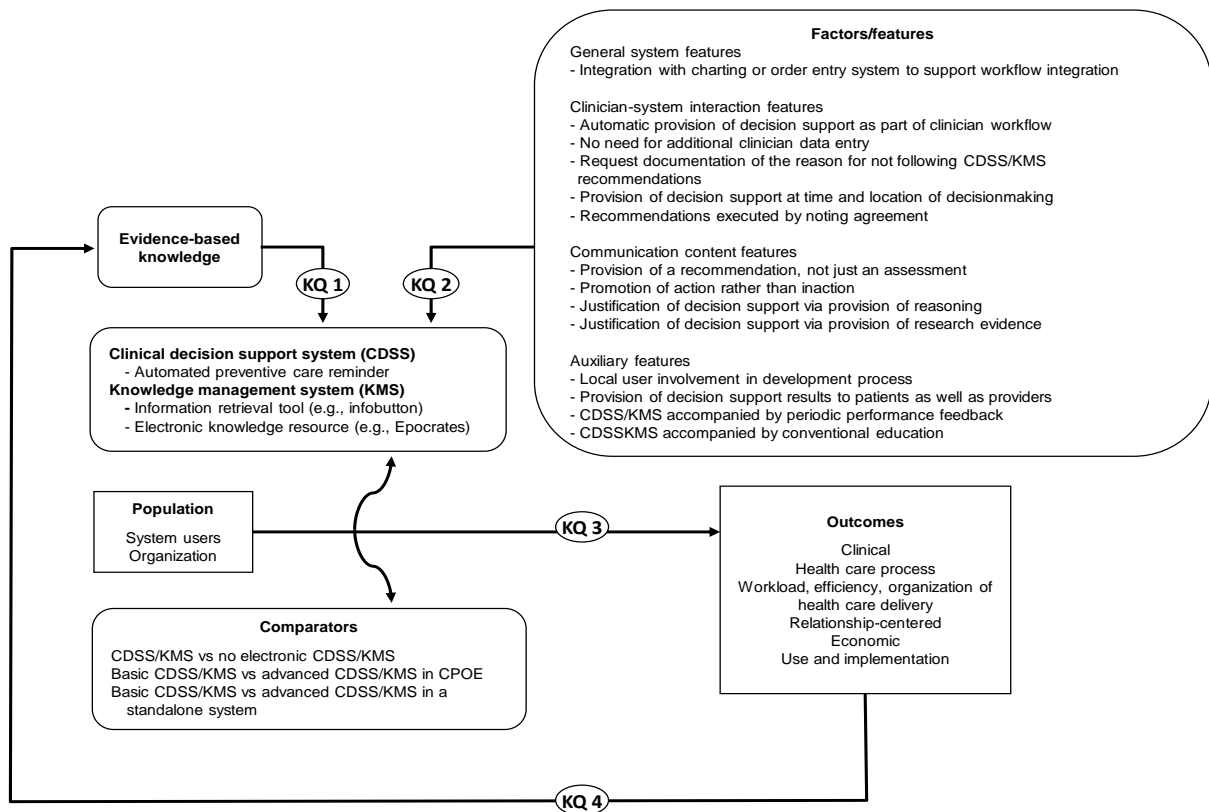 Factors/features
General system features
- Integration with charting or order entry system to support workflow integration
Clinician-system interaction features
- Automatic provision of decision support as part of clinician workflow
- No need for additional clinician data entry
- Request documentation of the reason for not following CDSS/KMS
recommendations
- Provision of decision support at time and location of decisionmaking
- Recommendations executed by noting agreement
Communication content features
- Provision of a recommendation, not just an assessment
- Promotion of action rather than inaction
- Justification of decision support via provision of reasoning
- Justification of decision support via provision of research evidence
Auxiliary features
- Local user involvement in development process
- Provision of decision support results to patients as well as providers
- CDSS/KMS accompanied by periodic performance feedback
- CDSSKMS accompanied by conventional education
Evidence-based
knowledge
KQ 1
KQ 2
Clinical decision support system (CDSS)
- Automated preventive care reminder
Knowledge management system (KMS)
- Information retrieval tool (e.g., infobutton)
- Electronic knowledge resource (e.g., Epocrates)
Population
System users
Organization
KQ 3
Outcomes
Clinical
Health care process
Workload, efficiency, organization of
health care delivery
Relationship-centered
Economic
Use and implementation
Comparators
CDSS/KMS vs no electronic CDSS/KMS
Basic CDSS/KMS vs advanced CDSS/KMS in CPOE
Basic CDSS/KMS vs advanced CDSS/KMS in a
standalone system
KQ 4